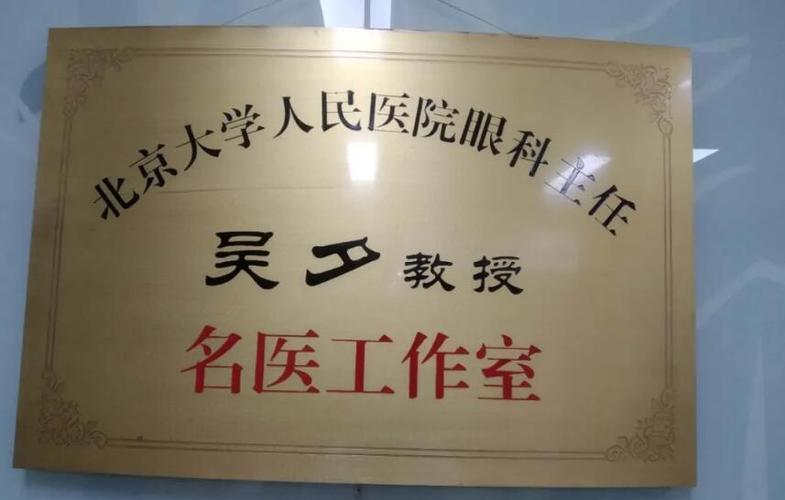 北京大学人民医院眼科主任
吴夕教授
名医工作室